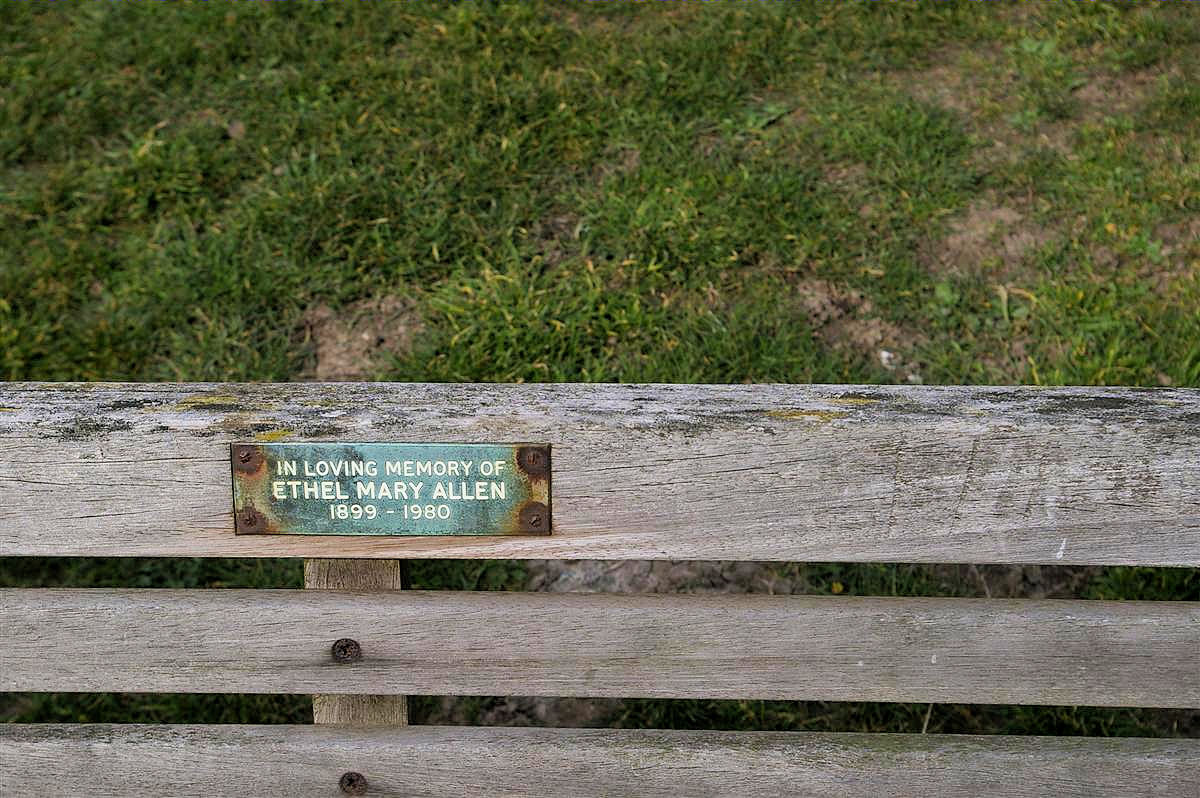 IN LOVING MEMORY OF
ETHEL MARY ALLEN
1899 - 1980